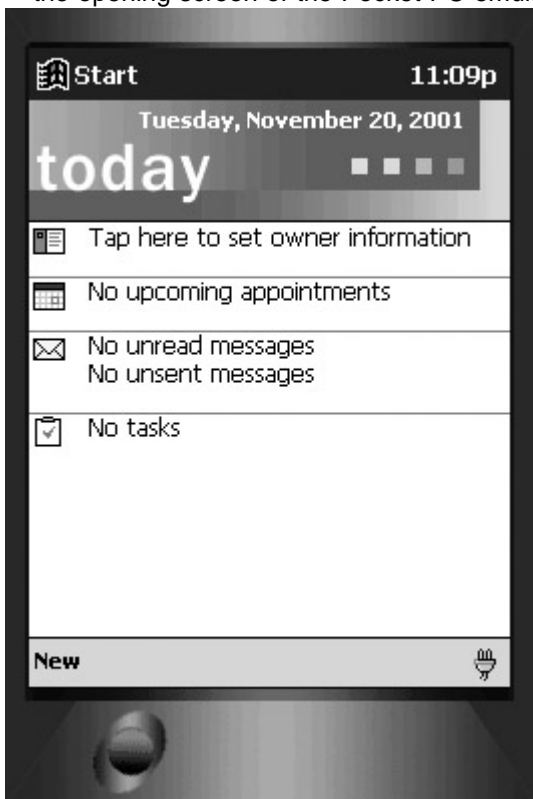 Start 11:09p
Tuesday, November 20, 2001
today
Tap here to set owner information
No upcoming appointments
No unread messages
No unsent messages
No tasks
New